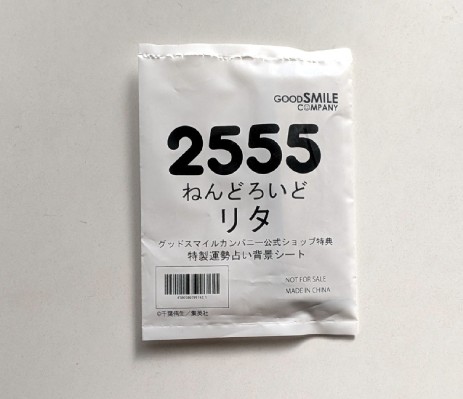 GOODSMILE
COMPANY
2555
ねんどろいど
リタ
グッドスマイルカンパニー公式ショップ特典
特製運勢占い背景シート
NOT FOR SALE
MADE IN CHINA